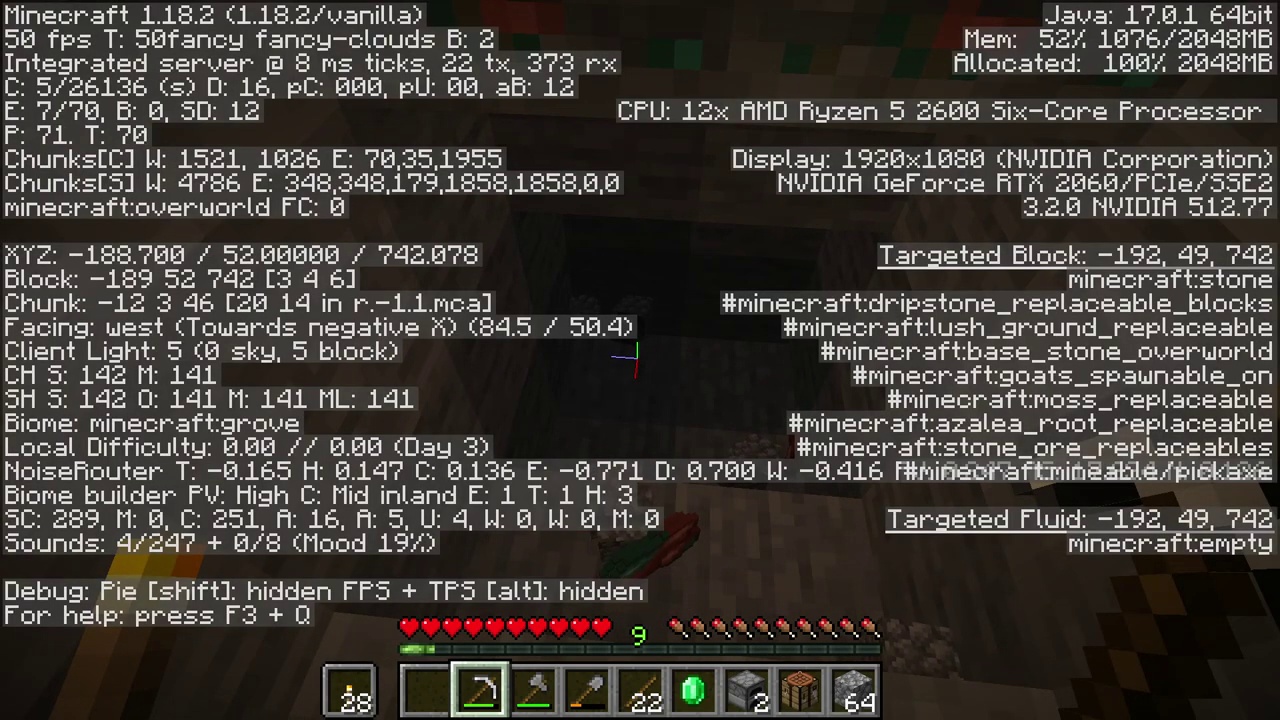 Minecraft 1.18.2 (1.18.2/vanilla)
50 fps T: 50fancy fancy-clouds B: 2
Integrated server @ 8 ms ticks, 22 tx, 373 rx
C: 5/26136 (s) D: 16, pC: 000, pU: 00, aB: 12
E: 7/70, B: 0, SD: 12
P: 71. T: 70
Chunks[C] W: 1521, 1026 E: 70,35,1955
Chunks[S] W: 4786 E: 348,348,179,1858,1858,0,0
minecraft:overworld FC: 0
XYZ: -188.700 / 52.00000 / 742.078
Block: -189 52 742 [3 4 6]
Chunk: -12 3 46 [20 14 in r.-1.1.mca]
Facing: west (Towards negative X) (84.5 / 50.4)
Client Light: 5 (0 sky, 5 block)
CH S: 142 M: 141
SH S: 142 O: 141 M: 141 ML: 141
Biome: minecraft:grove
Local Difficulty: 0.00 // 0.00 (Day 3)
NoiseRouter T: -0.165 H: 0.147 C: 0.136 E: -0.771 D: 0.700 W: -0.416
Biome builder PV: High C: Mid inland E: 1 T: 1 H: 3
SC: 289, M: 0, C: 251, A: 16, A: 5, U: 4, W: 0, W: 0, M: 0
Sounds: 4/247 + 0/8 (Mood 19%)
Debug: Pie [shift]: hidden FPS + TPS [alt]: hidden
For help: press F3 + Q
Java: 17.0.1 64bit
Mem: 52% 1076/2048MB
Allocated: 100% 2048MB
CPU: 12x AMD Ryzen 5 2600 Six-Core Processor
Display: 1920x1080 (NVIDIA Corporation)
NVIDIA GeForce RTX 2060/PCIe/SSE2
3.2.0 NVIDIA 512.77
Targeted Block: -192, 49, 742
minecraft:stone
#minecraft:dripstone_replaceable_blocks
#minecraft:lush_ground_replaceable
#minecraft:base_stone_overworld
#minecraft:goats_spawnable_on
#minecraft:moss_replaceable
#minecraft:azalea_root_replaceable
#minecraft:stone_ore_replaceables
#minecraft:mineable/pickaxe
Targeted Fluid: -192, 49, 742
minecraft:empty
9
28
22
2
64